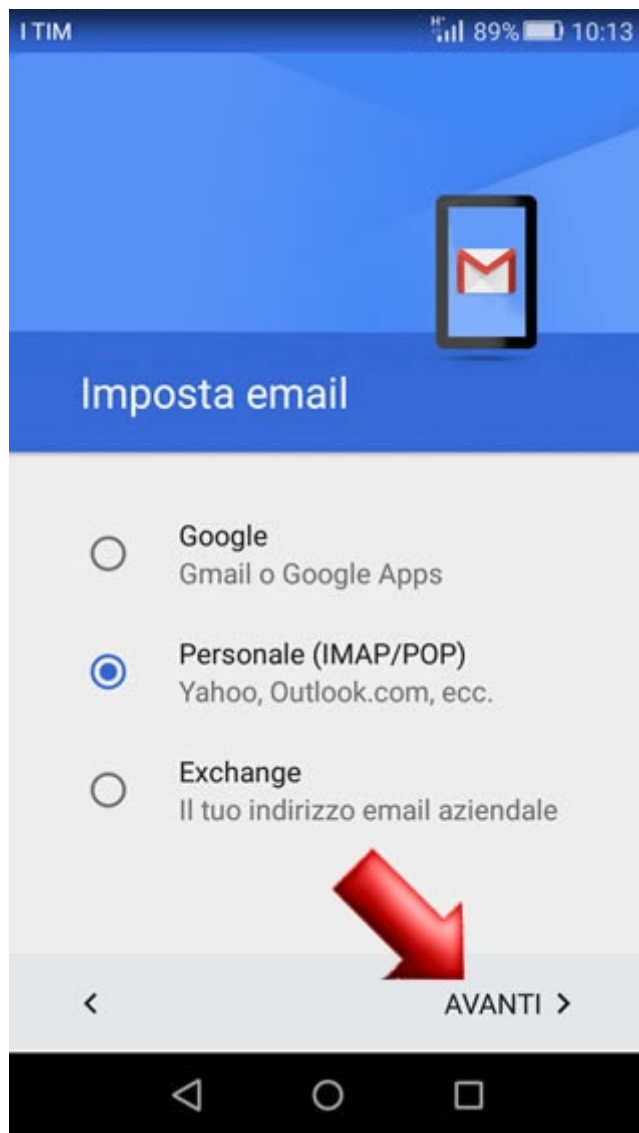 I TIM H+ 89% 10:13
Imposta email
Google
Gmail o Google Apps
Personale (IMAP/POP)
Yahoo, Outlook.com, ecc.
Exchange
Il tuo indirizzo email aziendale
AVANTI